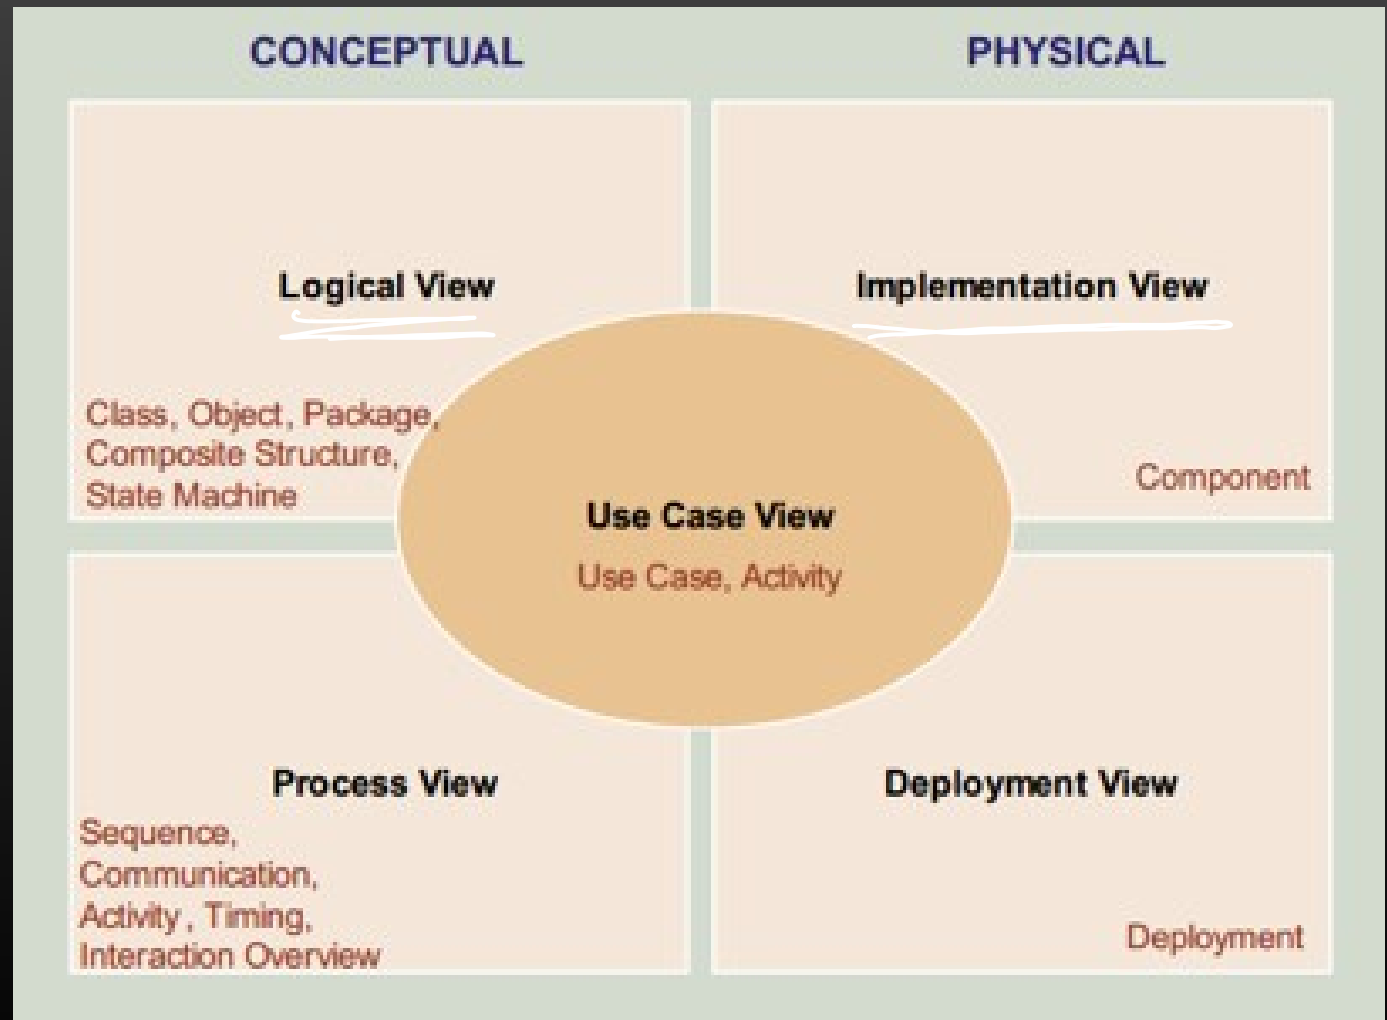 CONCEPTUAL
PHYSICAL
Logical View
Class, Object, Package,
Composite Structure,
State Machine
Implementation View
Component
Use Case View
Use Case, Activity
Process View
Sequence,
Communication,
Activity, Timing,
Interaction Overview
Deployment View
Deployment